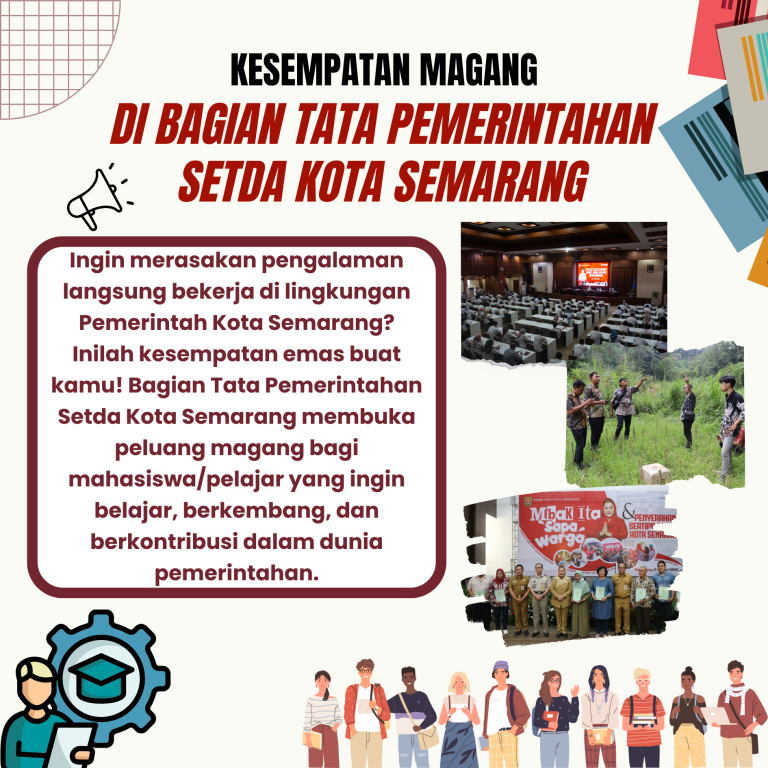 KESEMPATAN MAGANG
DI BAGIAN TATA PEMERINTAHAN
SETDA KOTA SEMARANG
Ingin merasakan pengalaman
langsung bekerja di lingkungan
Pemerintah Kota Semarang?
Inilah kesempatan emas buat
kamu! Bagian Tata Pemerintahan
Setda Kota Semarang membuka
peluang magang bagi
mahasiswa/pelajar yang ingin
belajar, berkembang, dan
berkontribusi dalam dunia
pemerintahan.
Mbak Ita
Sapa
Warga
&
PENYERAHAN
KOTA